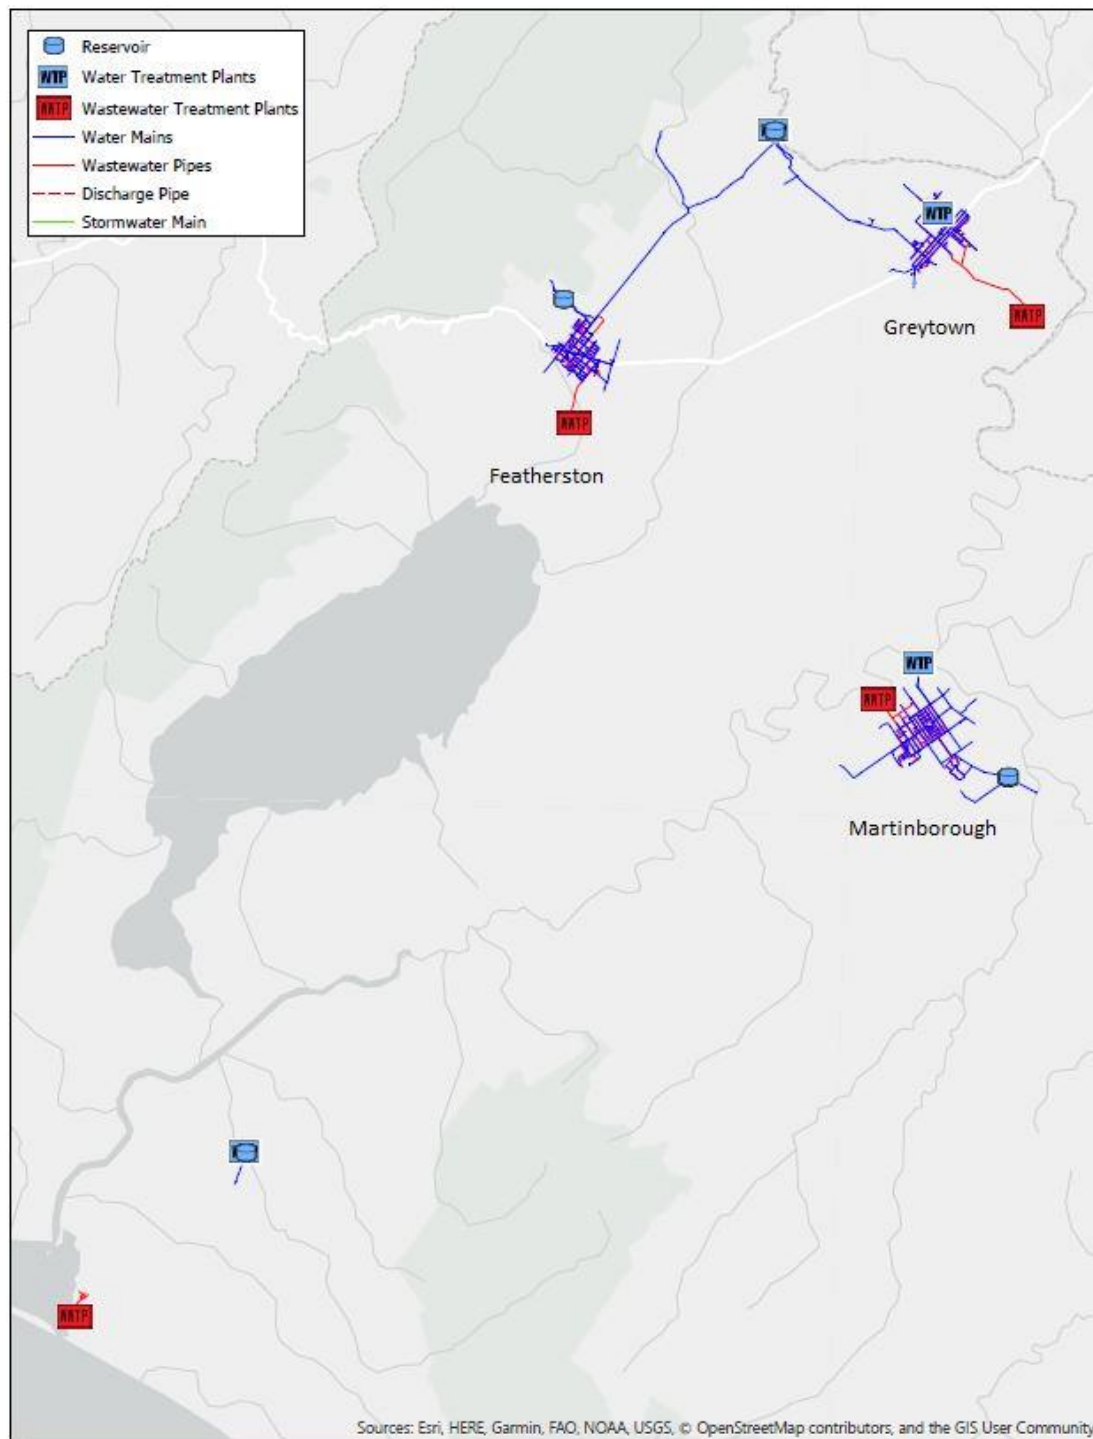 Reservoir
WTP Water Treatment Plants
WWTP Wastewater Treatment Plants
Water Mains
Wastewater Pipes
Discharge Pipe
Stormwater Main
WTP
WWTP
Greytown
WWTP
Featherston
WTP
WWTP
Martinborough
WWTP
Sources: Esri, HERE, Garmin, FAO, NOAA, USGS, © OpenStreetMap contributors, and the GIS User Community